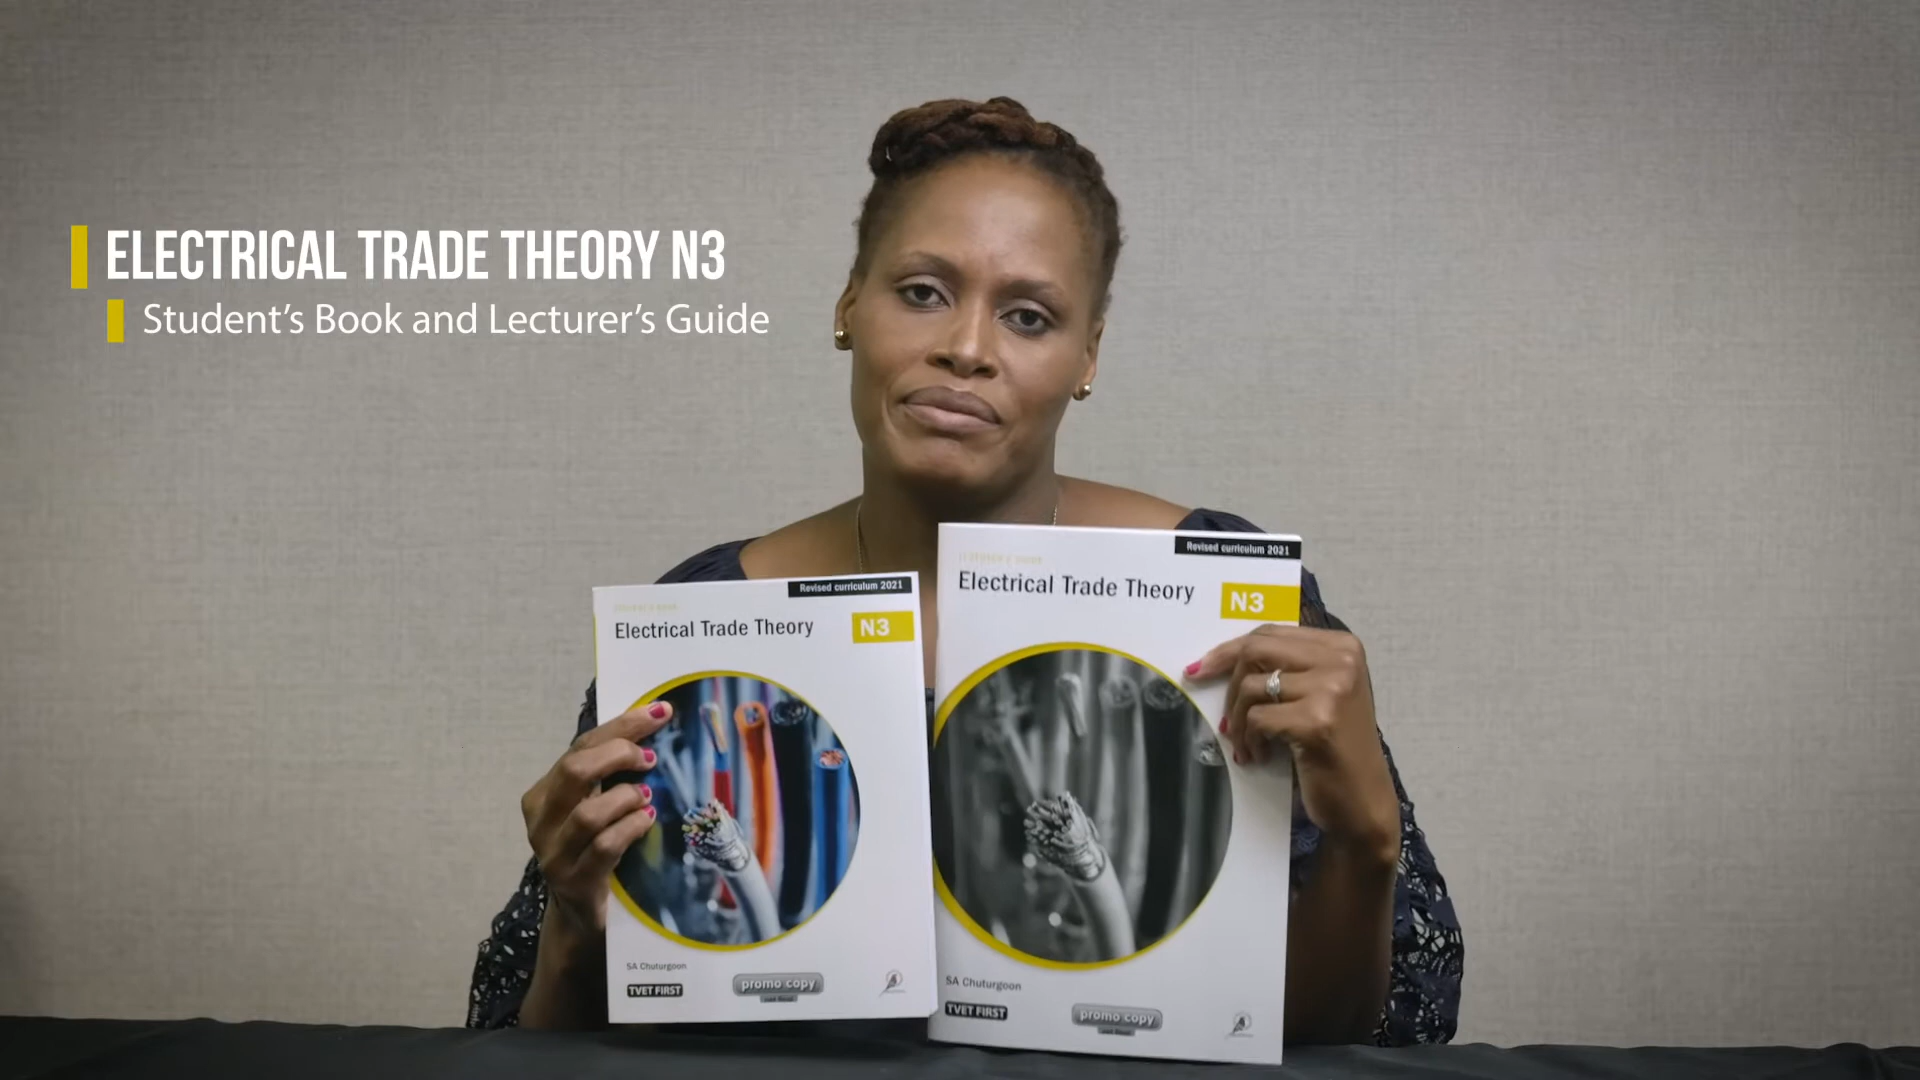 ELECTRICAL TRADE THEORY N3
Student's Book and Lecturer's Guide
Revised curriculum 2021
Electrical Trade Theory
N3
SA Chuturgoon
TVET FIRST
promo copy
Revised curriculum 2021
Electrical Trade Theory
N3
SA Chuturgoon
TVET FIRST
promo copy